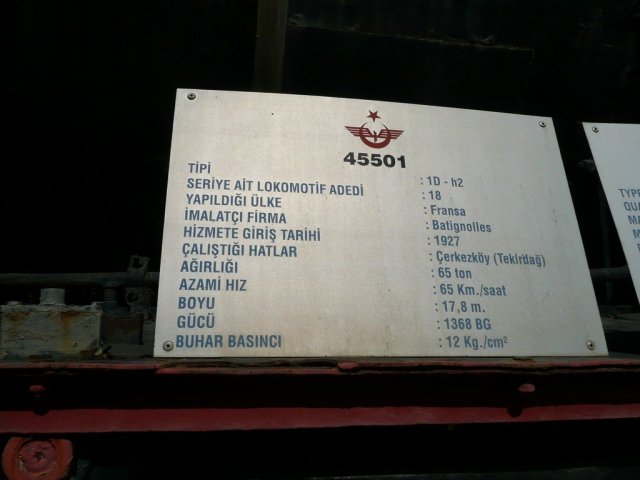 45501
TİPİ : 1D - h2
SERİYE AİT LOKOMOTİF ADEDİ : 18
YAPILDIĞI ÜLKE : Fransa
İMALATÇI FİRMA : Batignolles
HİZMETE GİRİŞ TARİHİ : 1927
ÇALIŞTIĞI HATLAR : Çerkezköy (Tekirdağ)
AĞIRLIĞI : 65 ton
AZAMİ HIZ : 65 Km./saat
BOYU : 17,8 m.
GÜCÜ : 1368 BG
BUHAR BASINCI : 12 Kg./cm²
TYPE